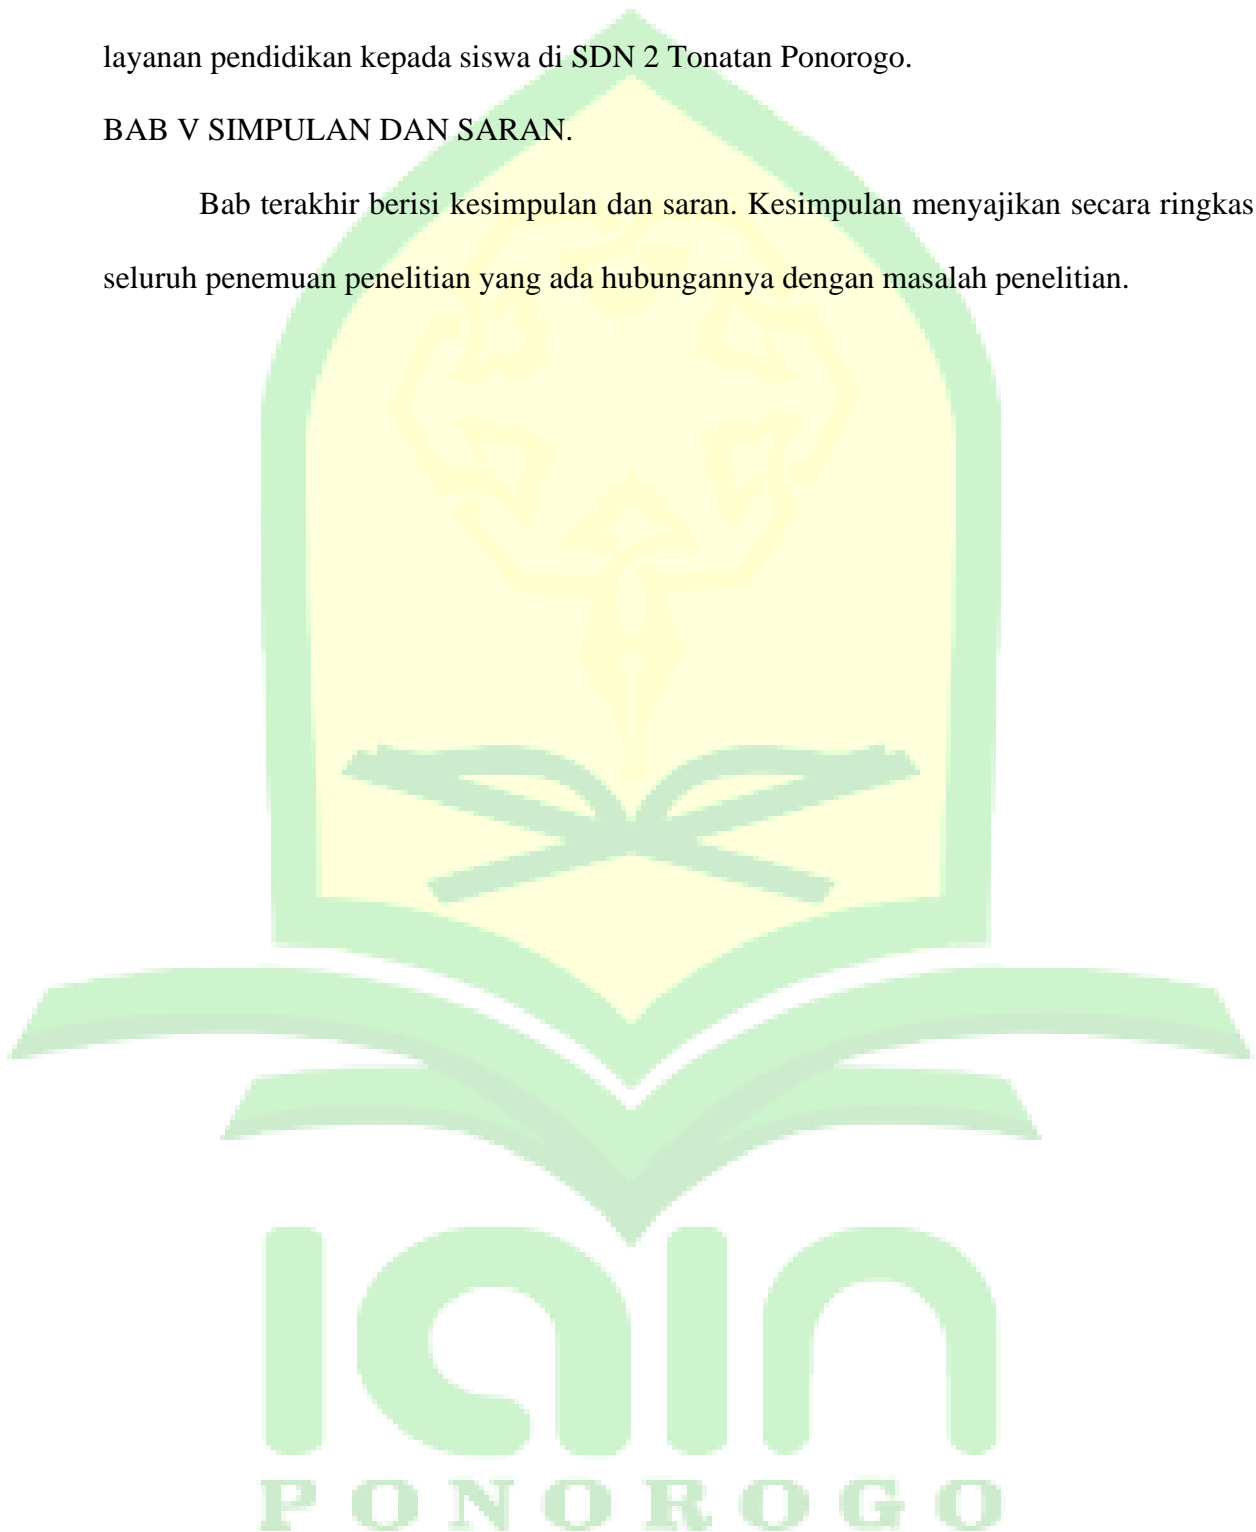 layanan pendidikan kepada siswa di SDN 2 Tonatan Ponorogo.
BAB V SIMPULAN DAN SARAN.
Bab terakhir berisi kesimpulan dan saran. Kesimpulan menyajikan secara ringkas
seluruh penemuan penelitian yang ada hubungannya dengan masalah penelitian.
iain
PONOROGO